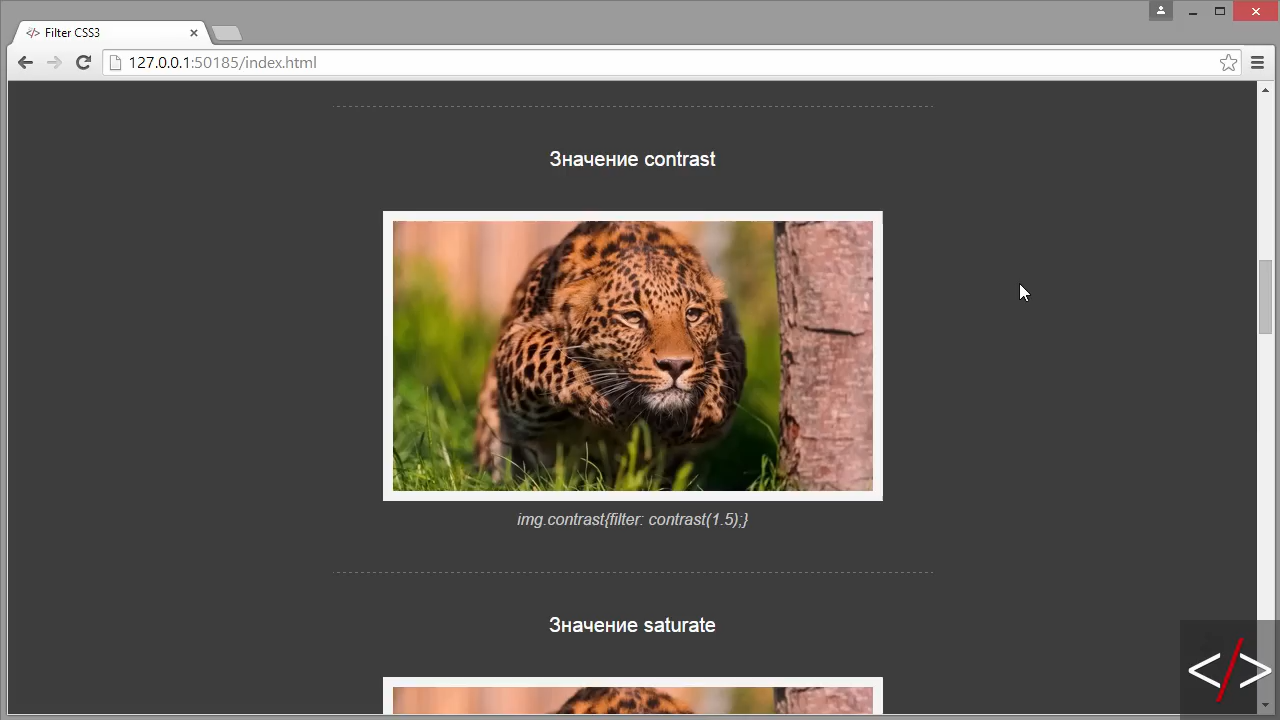 Filter CSS3
127.0.0.1:50185/index.html
Значение contrast
img.contrast{filter: contrast(1.5);}
Значение saturate
</>